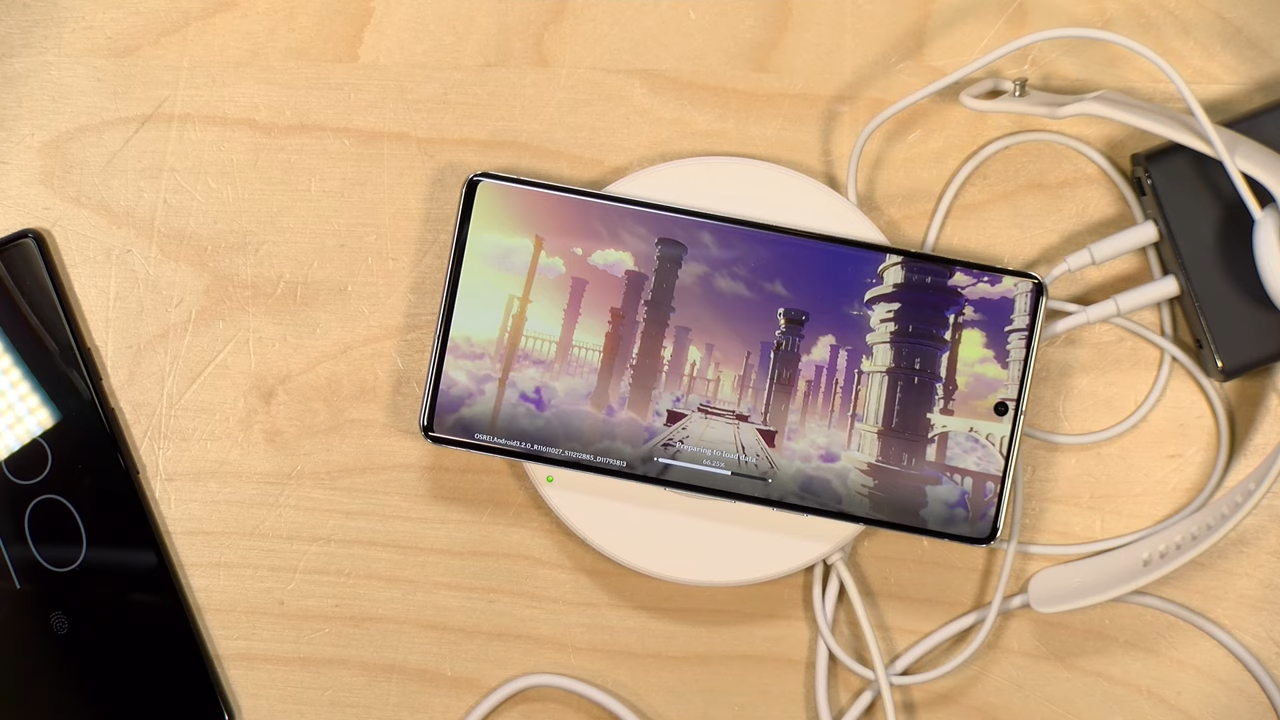 OSRELAndroid3.2.0_R11611027_S11212885_D11793813
Preparing to load data
66.25%